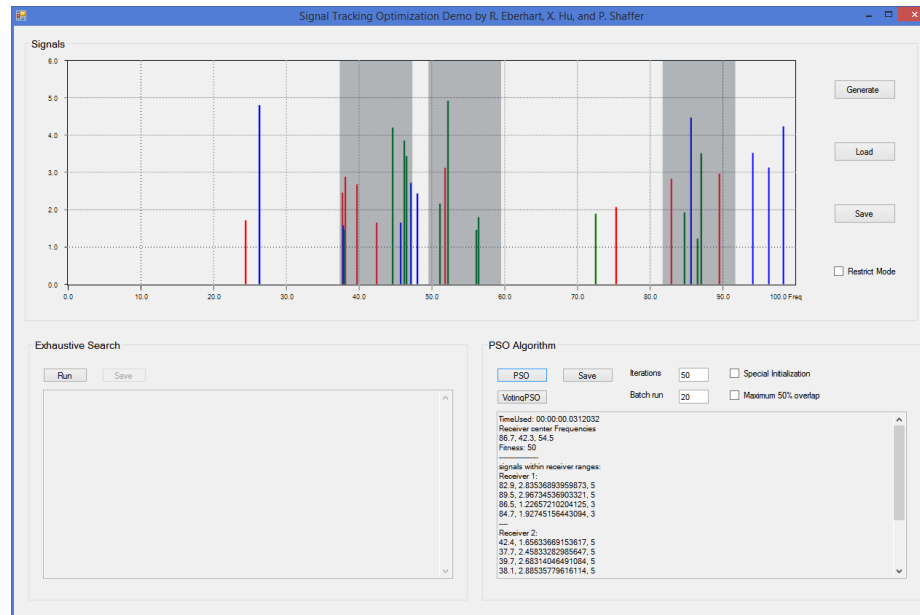 Signal Tracking Optimization Demo by R. Eberhart, X. Hu, and P. Shaffer
Signals
6.0
5.0
4.0
3.0
2.0
1.0
0.0
0.0 10.0 20.0 30.0 40.0 50.0 60.0 70.0 80.0 90.0 100.0 Freq
Generate
Load
Save
Restrict Mode
Exhaustive Search
Run Save
PSO Algorithm
PSO Save Iterations 50 Special Initialization
VotingPSO Batch run 20 Maximum 50% overlap
TimeUsed: 00:00:00.0312032
Receiver center Frequencies
86.7, 42.3, 54.5
Fitness: 50
-----------------
signals within receiver ranges:
Receiver 1:
82.9, 2.83536893959873, 5
89.5, 2.96734536903321, 5
86.5, 1.22657210204125, 3
84.7, 1.92745156443094, 3
----
Receiver 2:
42.4, 1.65633669153617, 5
37.7, 2.45833282985647, 5
39.7, 2.68314046491084, 5
38.1, 2.88535779616114, 5